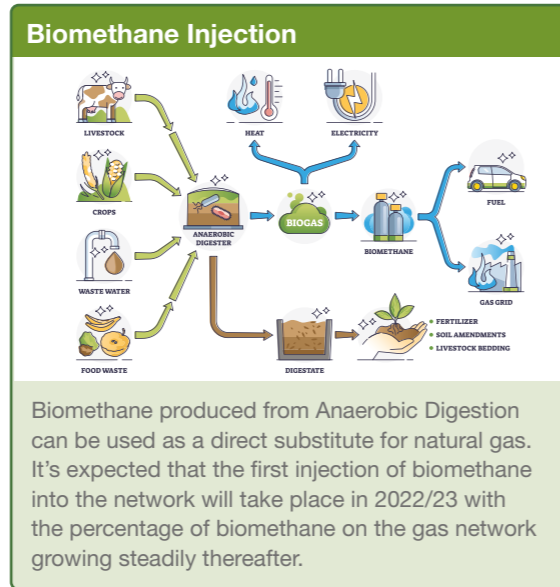 Biomethane Injection
LIVESTOCK
HEAT
ELECTRICITY
CROPS
ANAEROBIC
DIGESTER
BIOGAS
BIOMETHANE
FUEL
WASTE WATER
GAS GRID
FOOD WASTE
DIGESTATE
• FERTILIZER
• SOIL AMENDMENTS
• LIVESTOCK BEDDING
Biomethane produced from Anaerobic Digestion
can be used as a direct substitute for natural gas.
It’s expected that the first injection of biomethane
into the network will take place in 2022/23 with
the percentage of biomethane on the gas network
growing steadily thereafter.